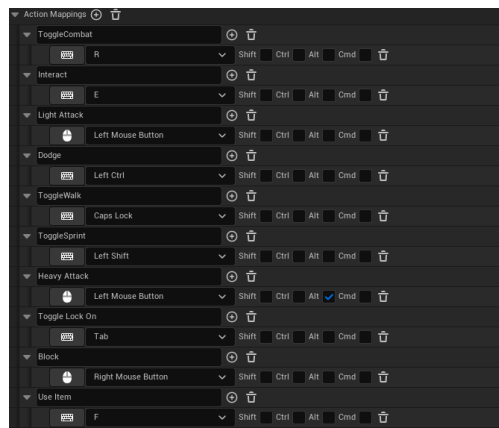 Action Mappings
ToggleCombat
R Shift Ctrl Alt Cmd
Interact
E Shift Ctrl Alt Cmd
Light Attack
Left Mouse Button Shift Ctrl Alt Cmd
Dodge
Left Ctrl Shift Ctrl Alt Cmd
ToggleWalk
Caps Lock Shift Ctrl Alt Cmd
ToggleSprint
Left Shift Shift Ctrl Alt Cmd
Heavy Attack
Left Mouse Button Shift Ctrl Alt Cmd
Toggle Lock On
Tab Shift Ctrl Alt Cmd
Block
Right Mouse Button Shift Ctrl Alt Cmd
Use Item
F Shift Ctrl Alt Cmd